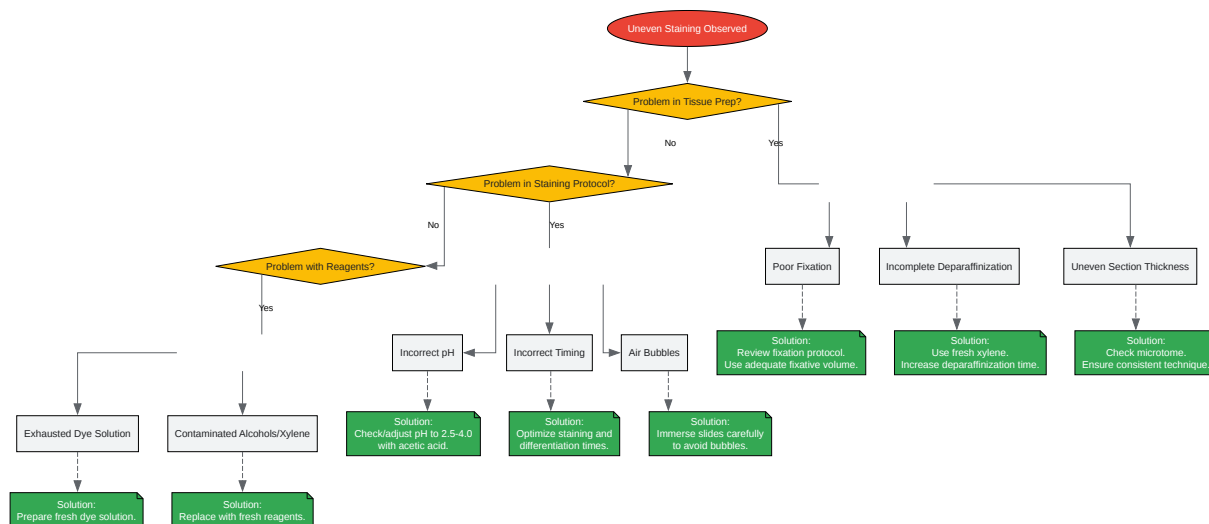 Uneven Staining Observed
Problem in Tissue Prep?
No
Yes
Problem in Staining Protocol?
No
Yes
Problem with Reagents?
Poor Fixation
Incomplete Deparaffinization
Uneven Section Thickness
Yes
Incorrect pH
Incorrect Timing
Air Bubbles
Solution:
Review fixation protocol.
Use adequate fixative volume.
Solution:
Use fresh xylene.
Increase deparaffinization time.
Solution:
Check microtome.
Ensure consistent technique.
Exhausted Dye Solution
Contaminated Alcohols/Xylene
Solution:
Check/adjust pH to 2.5-4.0
with acetic acid.
Solution:
Optimize staining and
differentiation times.
Solution:
Immerse slides carefully
to avoid bubbles.
Solution:
Prepare fresh dye solution.
Solution:
Replace with fresh reagents.